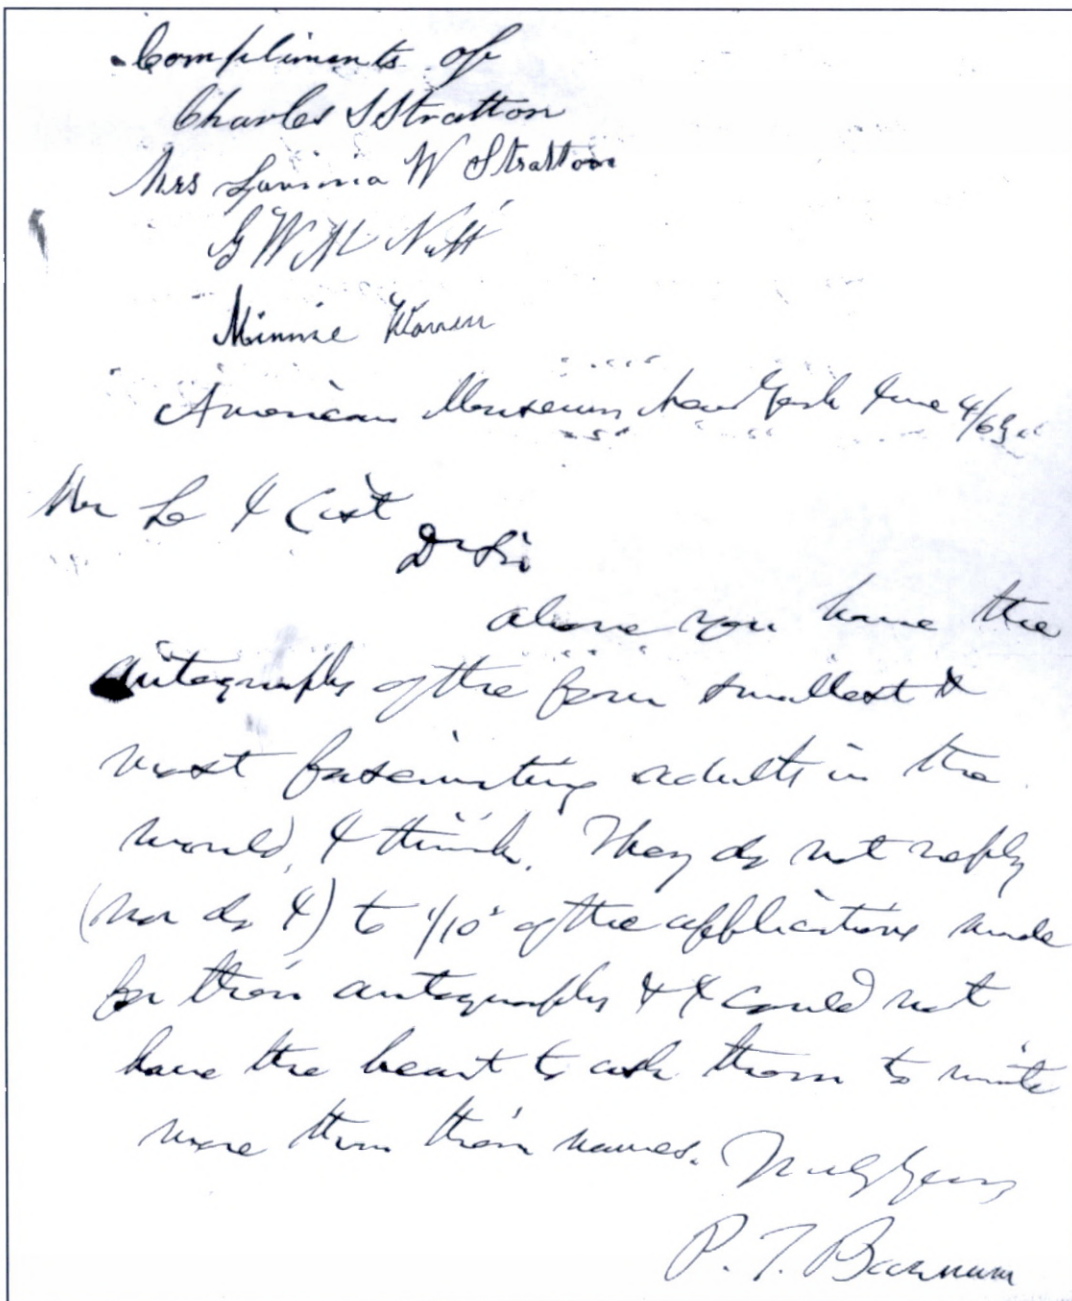 Compliments of
Charles S Stratton
Mrs Lavinia W Stratton
G W M Nutt
Minnie Warren
American Museum New York June 4/63
Mr L J Cist
Dr Sir
above you have the
autographs of the four smallest &
most fascinating adults in the
world, I think. They do not reply
(nor do I) to 1/10 of the applications made
for their autographs & I could not
have the heart to ask them to write
more than their names. Truly Yours
P. T. Barnum